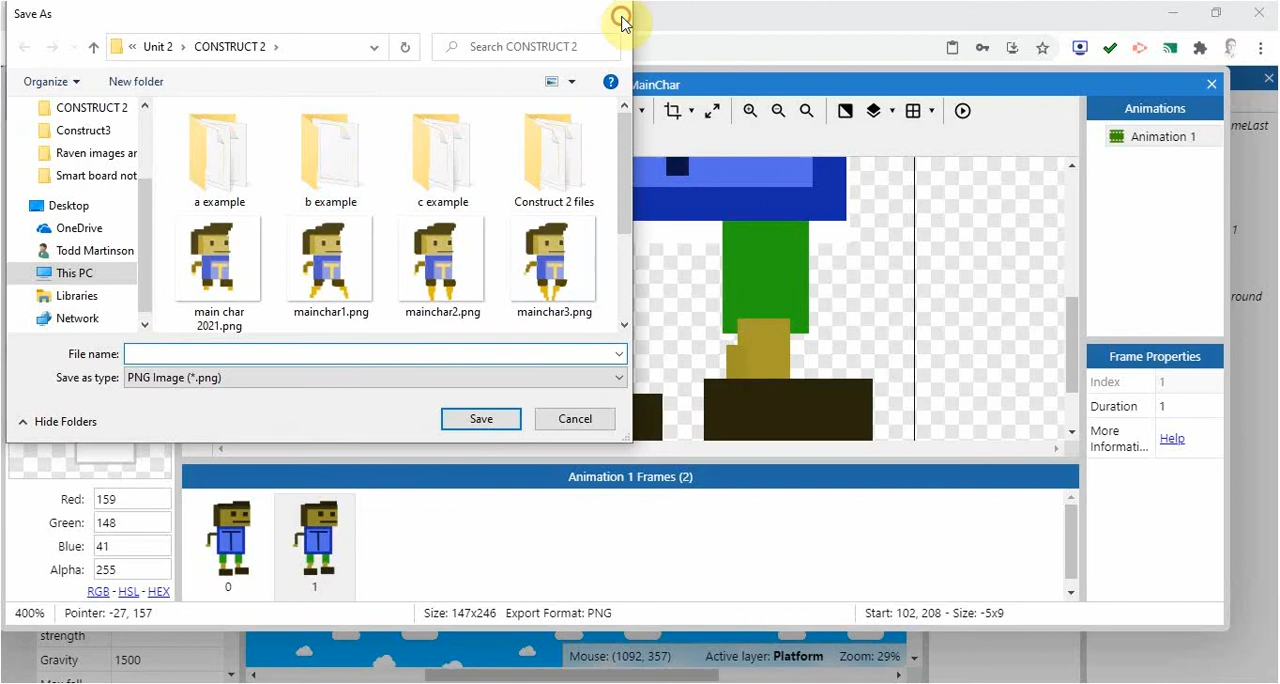 Save As
« Unit 2 › CONSTRUCT 2 ›
Search CONSTRUCT 2
Organize
New folder
CONSTRUCT 2
Construct3
Raven images ar
Smart board not
Desktop
OneDrive
Todd Martinson
This PC
Libraries
Network
a example
b example
c example
Construct 2 files
main char 
2021.png
mainchar1.png
mainchar2.png
mainchar3.png
File name:
Save as type: PNG Image (*.png)
Hide Folders
Save
Cancel
MainChar
Animations
Animation 1
meLast
1
round
Frame Properties
Index 1
Duration 1
More
Informati... Help
Animation 1 Frames (2)
0
1
Red: 159
Green: 148
Blue: 41
Alpha: 255
RGB - HSL - HEX
400% Pointer: -27, 157
Size: 147x246 Export Format: PNG
Start: 102, 208 - Size: -5x9
strength
Gravity 1500
Mouse: (1092, 357) Active layer: Platform Zoom: 29%